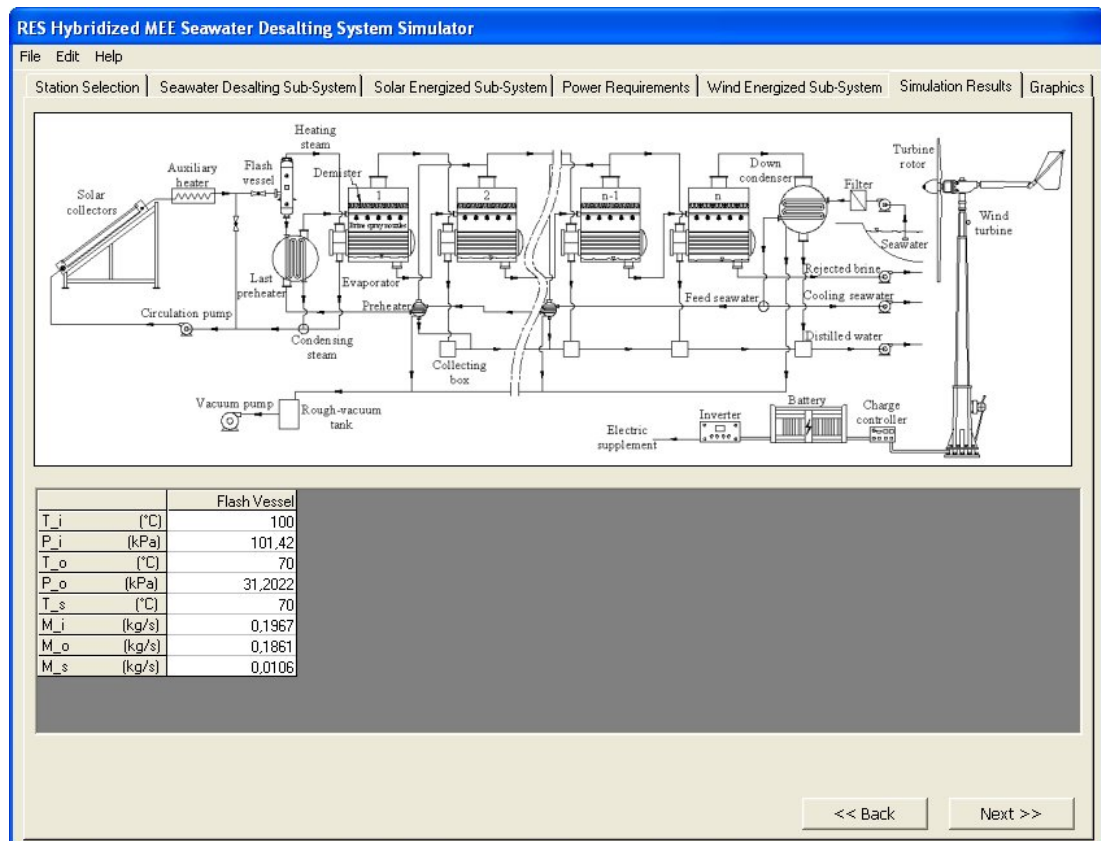 RES Hybridized MEE Seawater Desalting System Simulator
File Edit Help
Station Selection Seawater Desalting Sub-System Solar Energized Sub-System Power Requirements Wind Energized Sub-System Simulation Results Graphics
Heating
steam
Auxiliary
heater
Flash
vessel
Demister
Solar
collectors
1
2
n-1
n
Down
condenser
Filter
Turbine
rotor
Wind
turbine
Seawater
Brine spray nozzles
Last
preheater
Evaporator
Preheater
Feed seawater
Rejected brine
Cooling seawater
Distilled water
Circulation pump
Condensing
steam
Collecting
box
Vacuum pump
Rough-vacuum
tank
Electric
supplement
Inverter
Battery
Charge
controller
Flash Vessel
T_i (°C) 100
P_i (kPa) 101,42
T_o (°C) 70
P_o (kPa) 31,2022
T_s (°C) 70
M_i (kg/s) 0,1967
M_o (kg/s) 0,1861
M_s (kg/s) 0,0106
<< Back Next >>